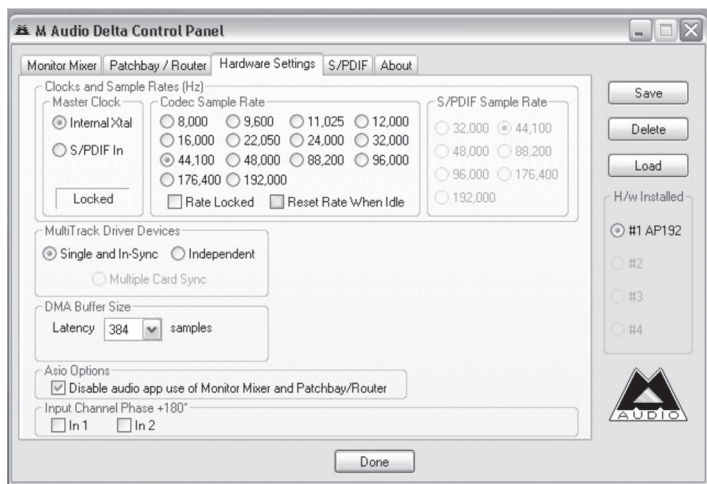 M Audio Delta Control Panel
Monitor Mixer Patchbay / Router Hardware Settings S/PDIF About
Clocks and Sample Rates (Hz)
Master Clock
Internal Xtal
S/PDIF In
Locked
Codec Sample Rate
8,000 9,600 11,025 12,000
16,000 22,050 24,000 32,000
44,100 48,000 88,200 96,000
176,400 192,000
Rate Locked Reset Rate When Idle
S/PDIF Sample Rate
32,000 44,100
48,000 88,200
96,000 176,400
192,000
MultiTrack Driver Devices
Single and In-Sync Independent
Multiple Card Sync
DMA Buffer Size
Latency 384 samples
Asio Options
Disable audio app use of Monitor Mixer and Patchbay/Router
Input Channel Phase +180°
In 1 In 2
Save
Delete
Load
H/w Installed
#1 AP192
#2
#3
#4
M
AUDIO
Done